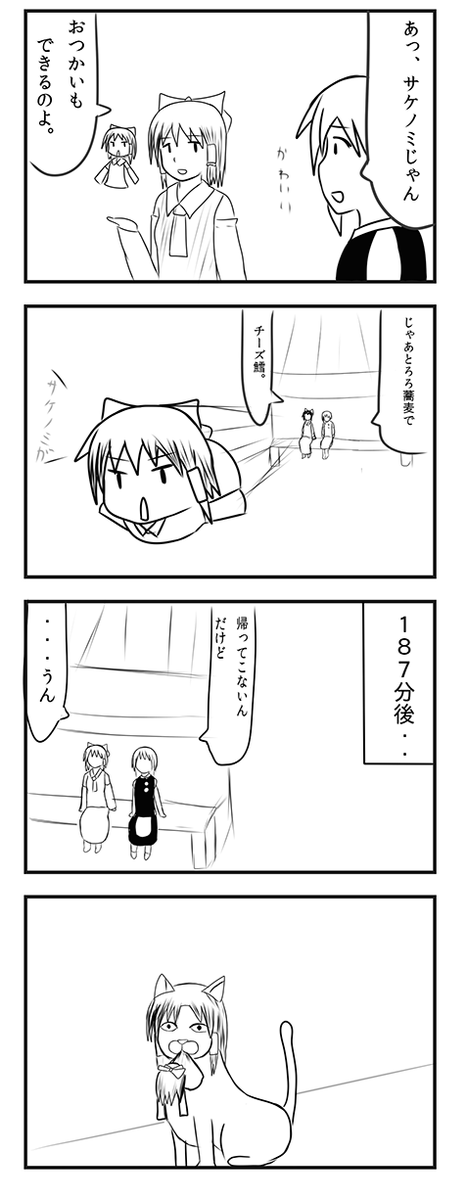 あっ、サケノミじゃん
かわいい
おつかいも
できるのよ。
じゃあとろろ蕎麦で
チーズ鱈。
サケノミが
187分後・・
帰ってこないん
だけど
・・・うん